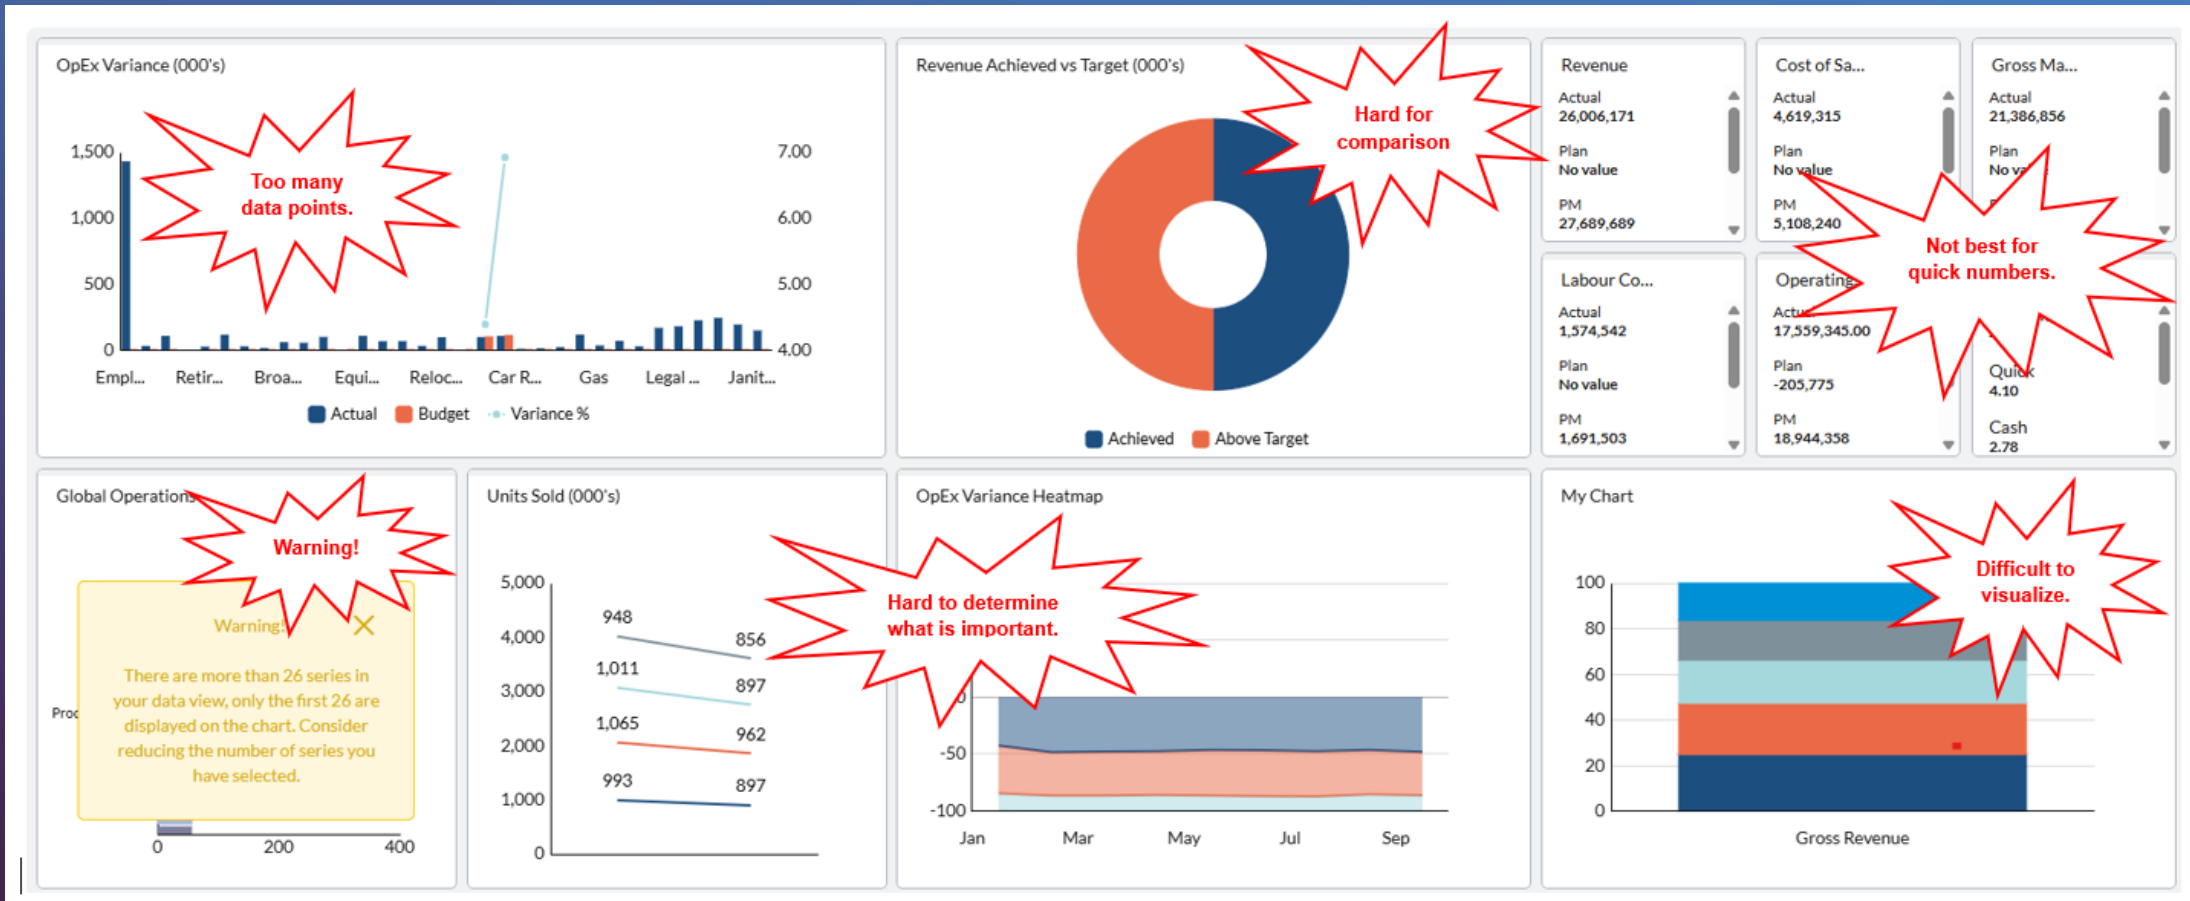 OpEx Variance (000's)
Too many
data points.
1,500
1,000
500
0
7.00
6.00
5.00
4.00
Empl...
Retir...
Broa...
Equi...
Reloc...
Car R...
Gas
Legal ...
Janit...
Actual
Budget
Variance %
Revenue Achieved vs Target (000's)
Hard for
comparison
Achieved
Above Target
Revenue
Actual
26,006,171
Plan
No value
PM
27,689,689
Cost of Sa...
Actual
4,619,315
Plan
No value
PM
5,108,240
Gross Ma...
Actual
21,386,856
Plan
Not best for
quick numbers.
Labour Co...
Actual
1,574,542
Plan
No value
PM
1,691,503
Operating
17,559,345.00
Plan
-205,775
PM
18,944,358
Quick
4.10
Cash
2.78
Global Operations
Warning!
Warning!
There are more than 26 series in
your data view, only the first 26 are
displayed on the chart. Consider
reducing the number of series you
have selected.
Proc
0
200
400
Units Sold (000's)
5,000
4,000
3,000
2,000
1,000
0
948
856
1,011
897
1,065
962
993
897
OpEx Variance Heatmap
Hard to determine
what is important.
0
-50
-100
Jan
Mar
May
Jul
Sep
My Chart
Difficult to
visualize.
100
80
60
40
20
0
Gross Revenue